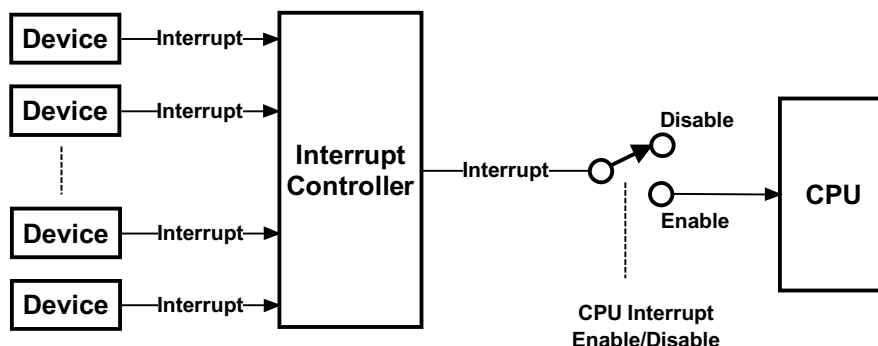 Device
Interrupt
Device
Interrupt
Device
Interrupt
Device
Interrupt
Interrupt
Controller
Interrupt
Disable
Enable
CPU
CPU Interrupt
Enable/Disable